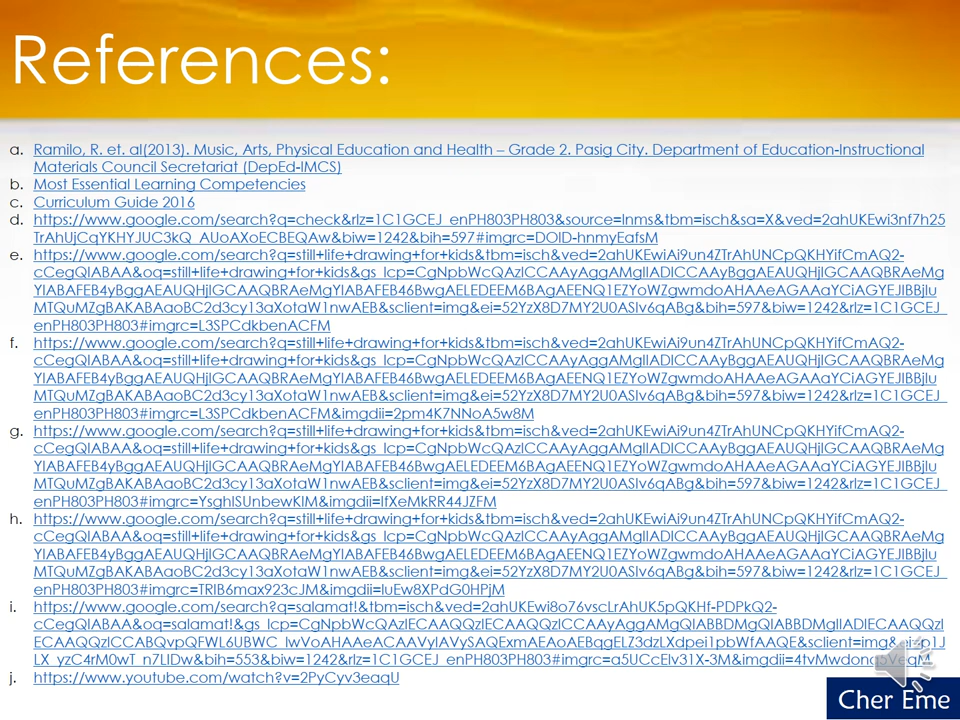 References:
a. Ramilo, R. et. al(2013). Music, Arts, Physical Education and Health – Grade 2. Pasig City. Department of Education-Instructional
Materials Council Secretariat (DepEd-IMCS)
b. Most Essential Learning Competencies
c. Curriculum Guide 2016
d. https://www.google.com/search?q=check&rlz=1C1GCEJ_enPH803PH803&source=lnms&tbm=isch&sa=X&ved=2ahUKEwi3nf7h25
TrAhUjCqYKHYJUC3kQ_AUoAXoECBEQAw&biw=1242&bih=597#imgrc=DOlD-hnmyEafsM
e. https://www.google.com/search?q=still+life+drawing+for+kids&tbm=isch&ved=2ahUKEwiAi9un4ZTrAhUNCpQKHYifCmAQ2-
cCegQIABAA&oq=still+life+drawing+for+kids&gs_lcp=CgNpbWcQAzICCAAyAggAMgIIADICCAAyBggAEAUQHjIGCAAQBRAeMg
YIABAFEB4yBggAEAUQHjIGCAAQBRAeMgYIABAFEB46BwgAELEDEEM6BAgAEENQ1EZYoWZgwmdoAHAAeAGAAaYCiAGYEJIBBjIu
MTQuMZgBAKABAaoBC2d3cy13aXotaW1nwAEB&sclient=img&ei=52YzX8D7MY2U0ASIv6qABg&bih=597&biw=1242&rlz=1C1GCEJ_
enPH803PH803#imgrc=L3SPCdkbenACFM
f. https://www.google.com/search?q=still+life+drawing+for+kids&tbm=isch&ved=2ahUKEwiAi9un4ZTrAhUNCpQKHYifCmAQ2-
cCegQIABAA&oq=still+life+drawing+for+kids&gs_lcp=CgNpbWcQAzICCAAyAggAMgIIADICCAAyBggAEAUQHjIGCAAQBRAeMg
YIABAFEB4yBggAEAUQHjIGCAAQBRAeMgYIABAFEB46BwgAELEDEEM6BAgAEENQ1EZYoWZgwmdoAHAAeAGAAaYCiAGYEJIBBjIu
MTQuMZgBAKABAaoBC2d3cy13aXotaW1nwAEB&sclient=img&ei=52YzX8D7MY2U0ASIv6qABg&bih=597&biw=1242&rlz=1C1GCEJ_
enPH803PH803#imgrc=L3SPCdkbenACFM&imgdii=2pm4K7NNoA5w8M
g. https://www.google.com/search?q=still+life+drawing+for+kids&tbm=isch&ved=2ahUKEwiAi9un4ZTrAhUNCpQKHYifCmAQ2-
cCegQIABAA&oq=still+life+drawing+for+kids&gs_lcp=CgNpbWcQAzICCAAyAggAMgIIADICCAAyBggAEAUQHjIGCAAQBRAeMg
YIABAFEB4yBggAEAUQHjIGCAAQBRAeMgYIABAFEB46BwgAELEDEEM6BAgAEENQ1EZYoWZgwmdoAHAAeAGAAaYCiAGYEJIBBjIu
MTQuMZgBAKABAaoBC2d3cy13aXotaW1nwAEB&sclient=img&ei=52YzX8D7MY2U0ASIv6qABg&bih=597&biw=1242&rlz=1C1GCEJ_
enPH803PH803#imgrc=YsghlSUnbewKlM&imgdii=IfXeMkRR44JZFM
h. https://www.google.com/search?q=still+life+drawing+for+kids&tbm=isch&ved=2ahUKEwiAi9un4ZTrAhUNCpQKHYifCmAQ2-
cCegQIABAA&oq=still+life+drawing+for+kids&gs_lcp=CgNpbWcQAzICCAAyAggAMgIIADICCAAyBggAEAUQHjIGCAAQBRAeMg
YIABAFEB4yBggAEAUQHjIGCAAQBRAeMgYIABAFEB46BwgAELEDEEM6BAgAEENQ1EZYoWZgwmdoAHAAeAGAAaYCiAGYEJIBBjIu
MTQuMZgBAKABAaoBC2d3cy13aXotaW1nwAEB&sclient=img&ei=52YzX8D7MY2U0ASIv6qABg&bih=597&biw=1242&rlz=1C1GCEJ_
enPH803PH803#imgrc=TRlB6max923cJM&imgdii=IuEw8XPdG0HPjM
i. https://www.google.com/search?q=salamat!&tbm=isch&ved=2ahUKEwi8o76vscLrAhUK5pQKHf-PDPkQ2-
cCegQIABAA&oq=salamat!&gs_lcp=CgNpbWcQAzIECAAQQzIECAAQQzICCAAyAggAMgQIABBDMgQIABBDMgIIADIECAAQQzI
ECAAQQzICCABQvpQFWL6UBWC_lwVoAHAAeACAAVyIAVySAQExmAEAoAEBqgELZ3dzLXdpei1pbWfAAQE&sclient=img&ei=4p1J
LX_yzC4rM0wT_n7LIDw&bih=553&biw=1242&rlz=1C1GCEJ_enPH803PH803#imgrc=a5UCcElv31X-3M&imgdii=
j. https://www.youtube.com/watch?v=2PyCyv3eaqU
Cher Eme